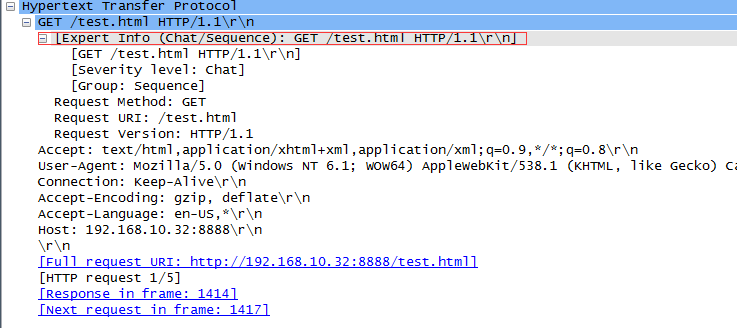 Hypertext Transfer Protocol
GET /test.html HTTP/1.1\r\n
[Expert Info (Chat/Sequence): GET /test.html HTTP/1.1\r\n]
[GET /test.html HTTP/1.1\r\n]
[Severity level: Chat]
[Group: Sequence]
Request Method: GET
Request URI: /test.html
Request Version: HTTP/1.1
Accept: text/html,application/xhtml+xml,application/xml;q=0.9,*/*;q=0.8\r\n
User-Agent: Mozilla/5.0 (Windows NT 6.1; WOW64) AppleWebKit/538.1 (KHTML, like Gecko) Ca
Connection: Keep-Alive\r\n
Accept-Encoding: gzip, deflate\r\n
Accept-Language: en-US,*\r\n
Host: 192.168.10.32:8888\r\n
\r\n
[Full request URI: http://192.168.10.32:8888/test.html]
[HTTP request 1/5]
[Response in frame: 1414]
[Next request in frame: 1417]